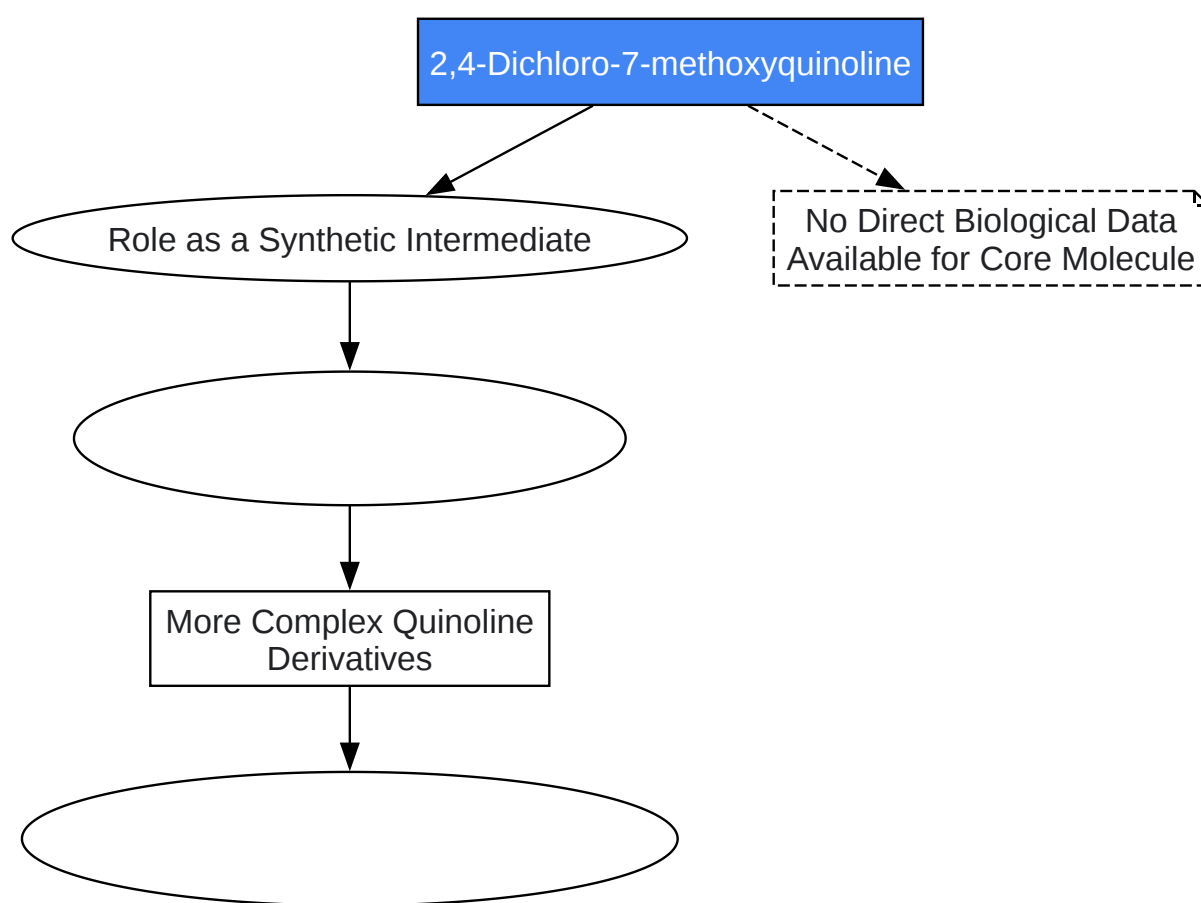 2,4-Dichloro-7-methoxyquinoline
Role as a Synthetic Intermediate
No Direct Biological Data
Available for Core Molecule
More Complex Quinoline
Derivatives